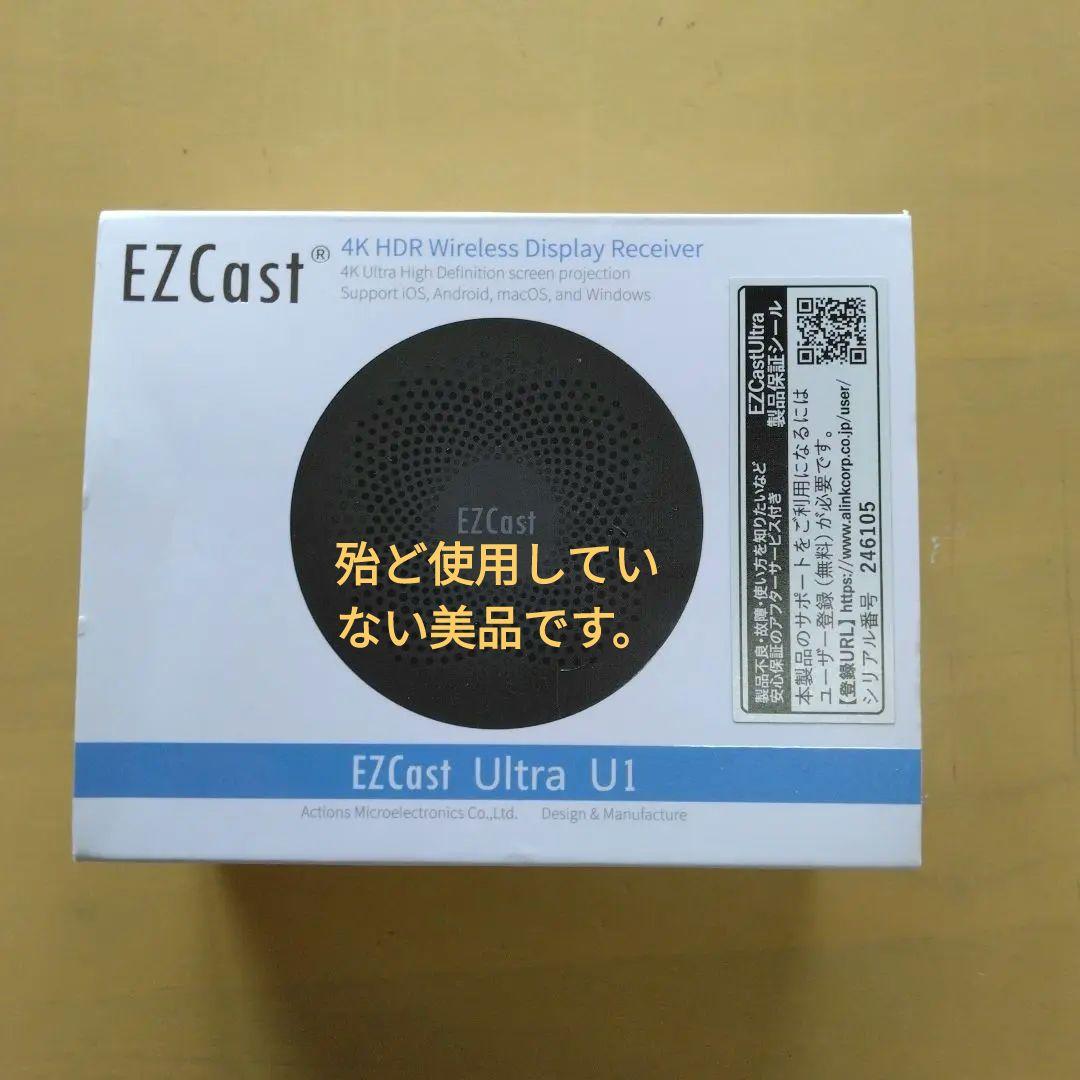 EZCast®
4K HDR Wireless Display Receiver
4K Ultra High Definition screen projection
Support iOS, Android, macOS, and Windows
EZCast
殆ど使用してい
ない美品です。
EZCast Ultra U1
Actions Microelectronics Co.,Ltd. Design & Manufacture
製品不良・故障・使い方を知りたいなど
安心保証のアフターサービス付き
EZCastUltra
製品保証シール
本製品のサポートをご利用になるには
ユーザー登録(無料)が必要です。
【登録URL】https://www.alinkcorp.co.jp/user/
シリアル番号 246105